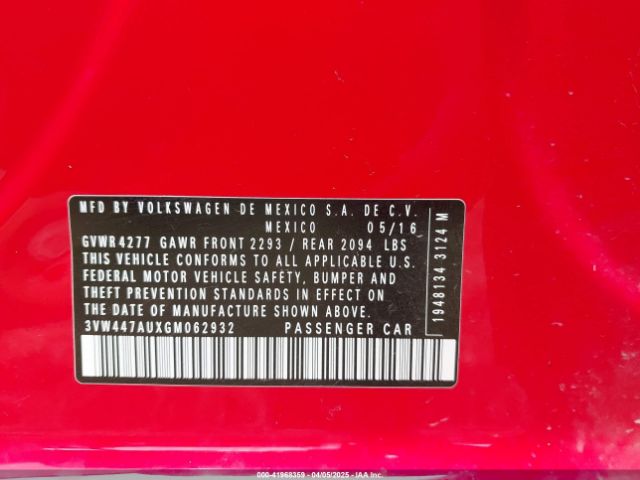 MFD BY VOLKSWAGEN DE MEXICO S.A. DE C.V.
MEXICO 05/16
GVWR 4277 GAWR FRONT 2293 / REAR 2094 LBS
THIS VEHICLE CONFORMS TO ALL APPLICABLE U.S.
FEDERAL MOTOR VEHICLE SAFETY, BUMPER AND
THEFT PREVENTION STANDARDS IN EFFECT ON
THE DATE OF MANUFACTURE SHOWN ABOVE.
3VW447AUXGM062932 PASSENGER CAR
1948134 3124 M
© - 41968359 - 04/05/2025 - IAA Inc.